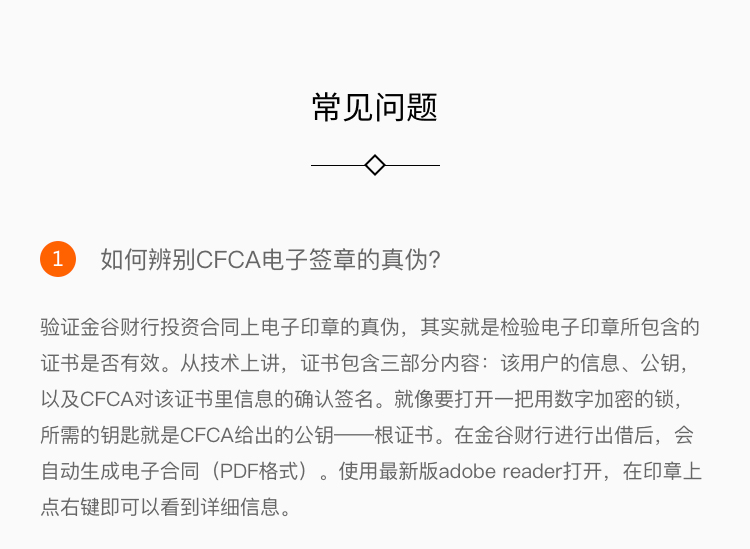 常见问题
1 如何辨别CFCA电子签章的真伪？
验证金谷财行投资合同上电子印章的真伪，其实就是检验电子印章所包含的
证书是否有效。从技术上讲，证书包含三部分内容：该用户的信息、公钥，
以及CFCA对该证书里信息的确认签名。就像要打开一把用数字加密的锁，
所需的钥匙就是CFCA给出的公钥——根证书。在金谷财行进行出借后，会
自动生成电子合同（PDF格式）。使用最新版adobe reader打开，在印章上
点右键即可以看到详细信息。